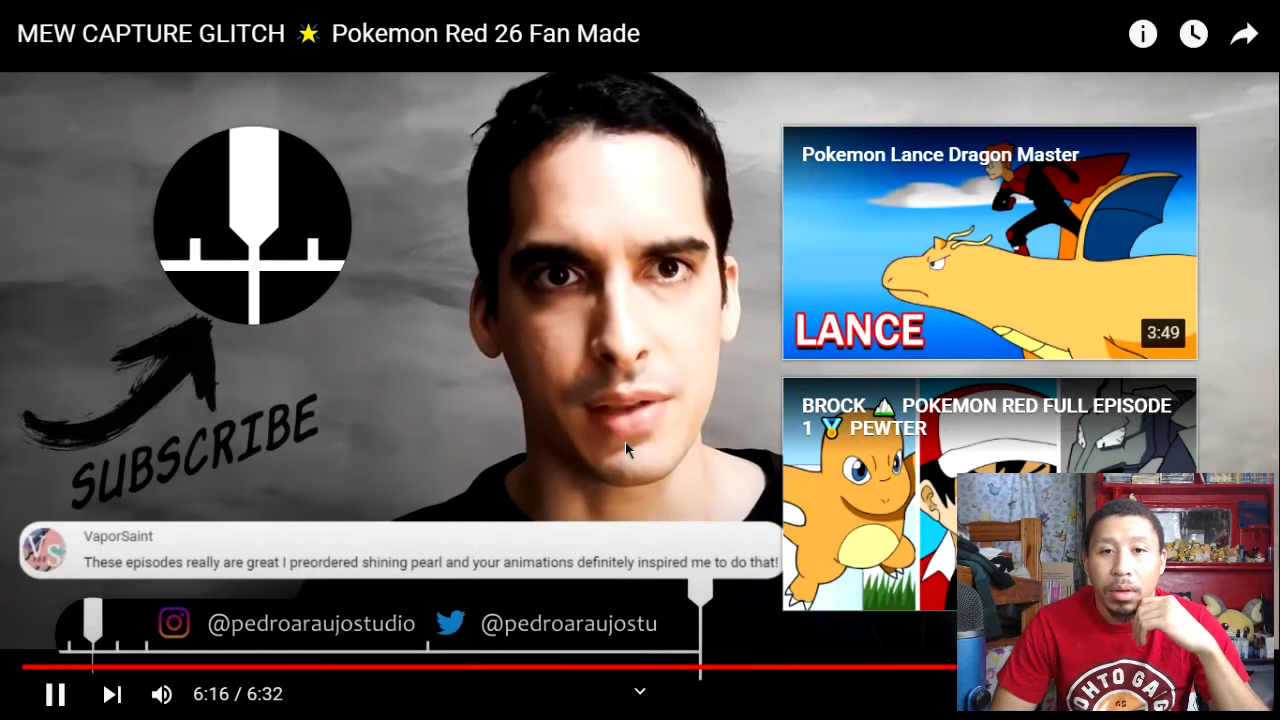 MEW CAPTURE GLITCH ⭐ Pokemon Red 26 Fan Made
Pokemon Lance Dragon Master
LANCE
3:49
BROCK ⛰️ POKEMON RED FULL EPISODE
1 🏅 PEWTER
SUBSCRIBE
VaporSaint
These episodes really are great I preordered shining pearl and your animations definitely inspired me to do that!
@pedroaraujostudio
@pedroaraujostu
6:16 / 6:32